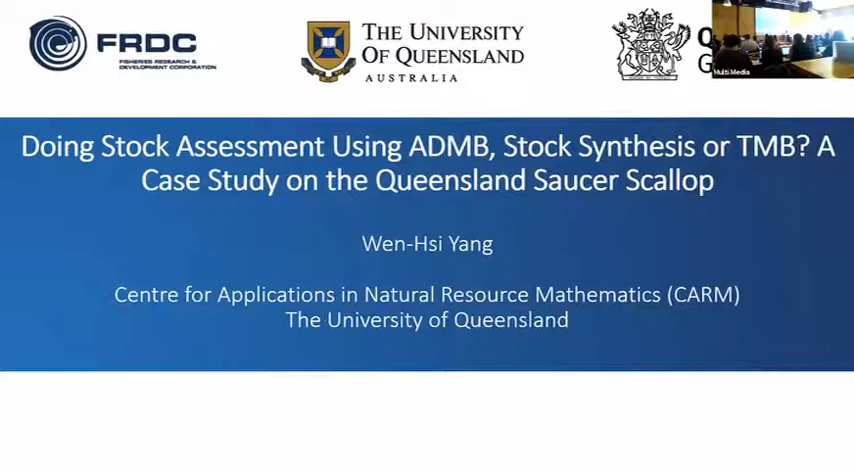 FRDC
FISHERIES RESEARCH &
DEVELOPMENT CORPORATION
THE UNIVERSITY
OF QUEENSLAND
AUSTRALIA
Multi Media
Doing Stock Assessment Using ADMB, Stock Synthesis or TMB? A
Case Study on the Queensland Saucer Scallop
Wen-Hsi Yang
Centre for Applications in Natural Resource Mathematics (CARM)
The University of Queensland